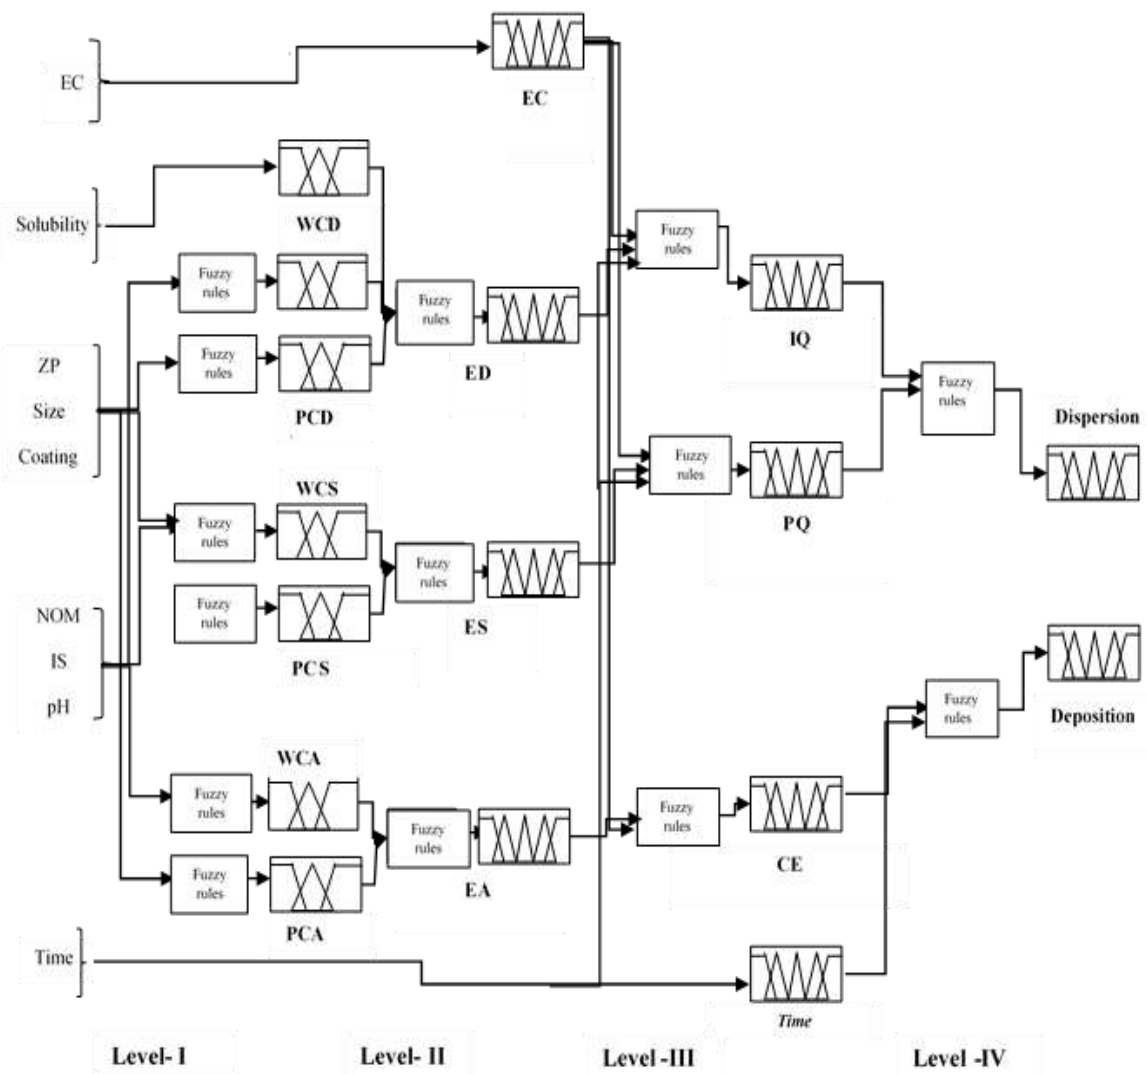 EC
EC
Solubility
WCD
Fuzzy
rules
Fuzzy
rules
Fuzzy
rules
Fuzzy
rules
IQ
ED
ZP
Size
Coating
Fuzzy
rules
PCD
Fuzzy
rules
Dispersion
Fuzzy
rules
PQ
WCS
Fuzzy
rules
Fuzzy
rules
ES
Fuzzy
rules
PCS
NOM
IS
pH
Fuzzy
rules
Deposition
WCA
Fuzzy
rules
Fuzzy
rules
EA
Fuzzy
rules
CE
Fuzzy
rules
PCA
Time
Time
Level- I
Level- II
Level -III
Level -IV